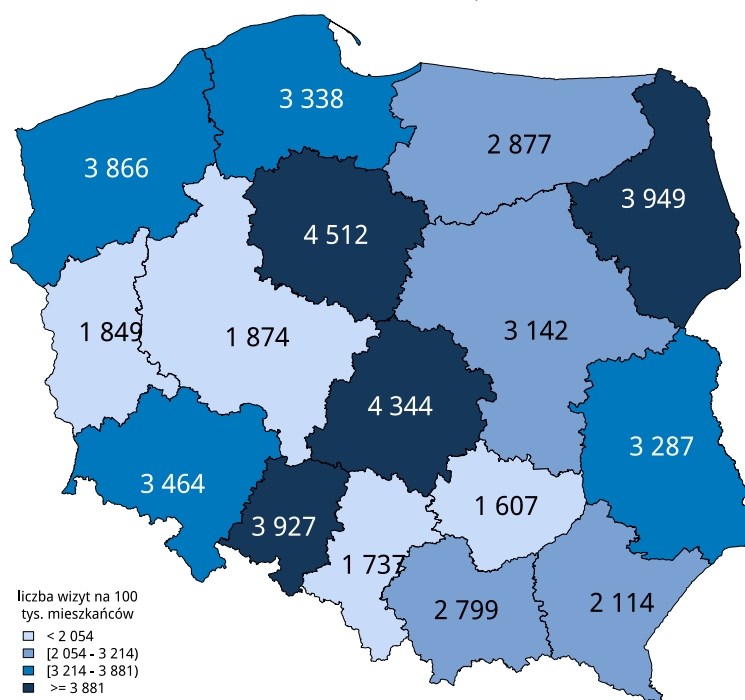 3 338
2 877
3 866
3 949
4 512
1 849
1 874
3 142
4 344
3 287
3 464
1 607
3 927
1 737
2 799
2 114
liczba wizyt na 100
tys. mieszkańców
< 2 054
[2 054 - 3 214)
[3 214 - 3 881)
>= 3 881